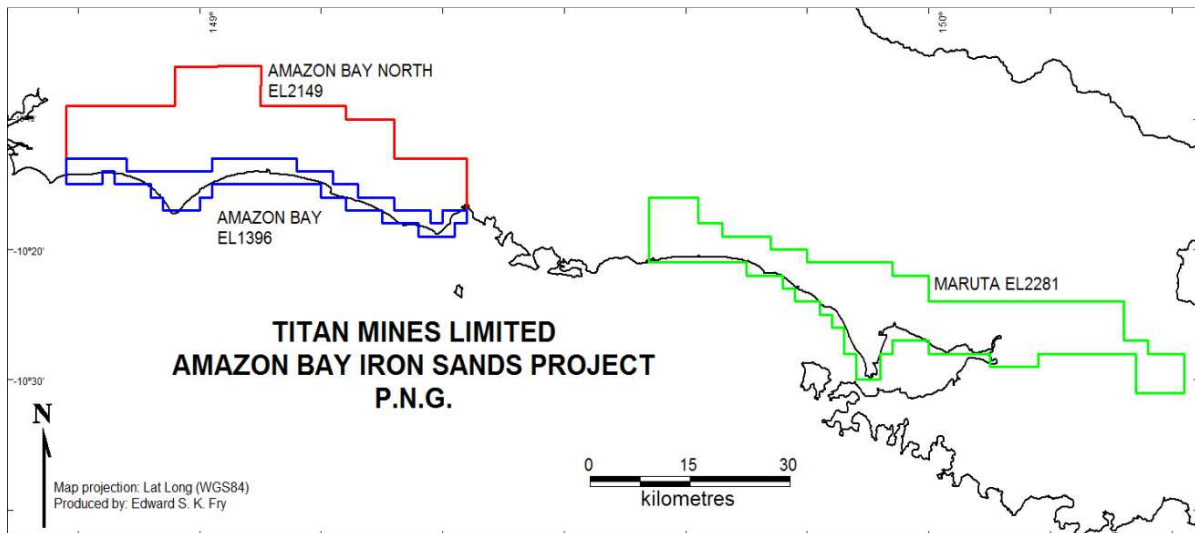 149°
150°
AMAZON BAY NORTH
EL2149
AMAZON BAY
EL1396
-10°20'
MARUTA EL2281
TITAN MINES LIMITED
AMAZON BAY IRON SANDS PROJECT
P.N.G.
-10°30'
N
0 15 30
kilometres
Map projection: Lat Long (WGS84)
Produced by: Edward S. K. Fry